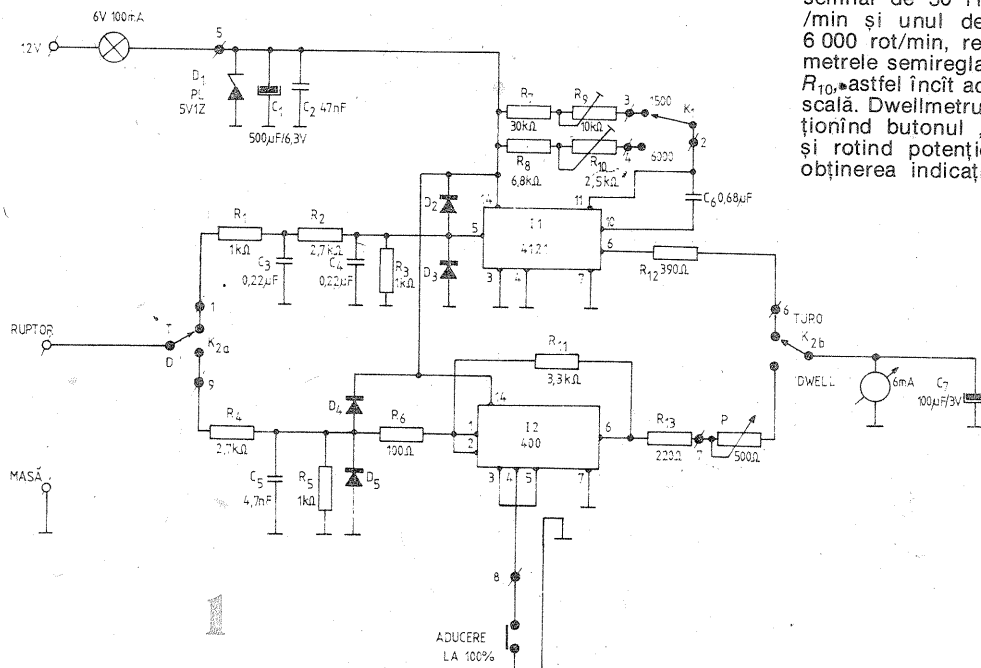 semnal de 50 H
/min și unul de
6 000 rot/min, re
metrele semiregla
R10, astfel încît ac
scală. Dwellmetru
ționînd butonul
și rotind potenți
obținerea indicați
6V 100mA
12V
5
D1
PL
5V1Z
C1
500µF/6,3V
C2 47nF
R7
30kΩ
R9
10kΩ
3
1500
K1
2
R8
6,8kΩ
R10
2,5kΩ
4
6000
C6 0,68µF
14
11
I1
4121
5
10
6
3
4
7
R12
390Ω
D2
D3
R1
1kΩ
R2
2,7kΩ
C3
0,22µF
C4
0,22µF
R3
1kΩ
1
RUPTOR
T
D
K2a
9
6
TURO
K2b
DWELL
6mA
C7
100µF/3V
R11
3,3kΩ
D4
14
R4
2,7kΩ
R6
100Ω
1
2
I2
400
6
3
4
5
7
R13
220Ω
7
P
500Ω
C5
4,7nF
R5
1kΩ
D5
MASĂ
8
1
ADUCERE
LA 100%